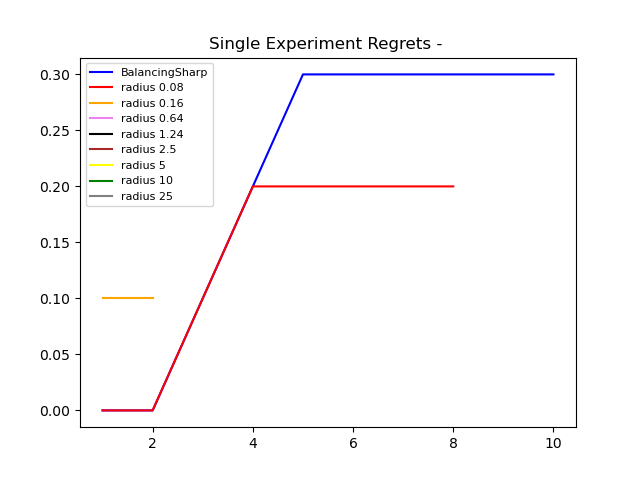 Single Experiment Regrets -
BalancingSharp
radius 0.08
radius 0.16
radius 0.64
radius 1.24
radius 2.5
radius 5
radius 10
radius 25
0.30
0.25
0.20
0.15
0.10
0.05
0.00
2 4 6 8 10